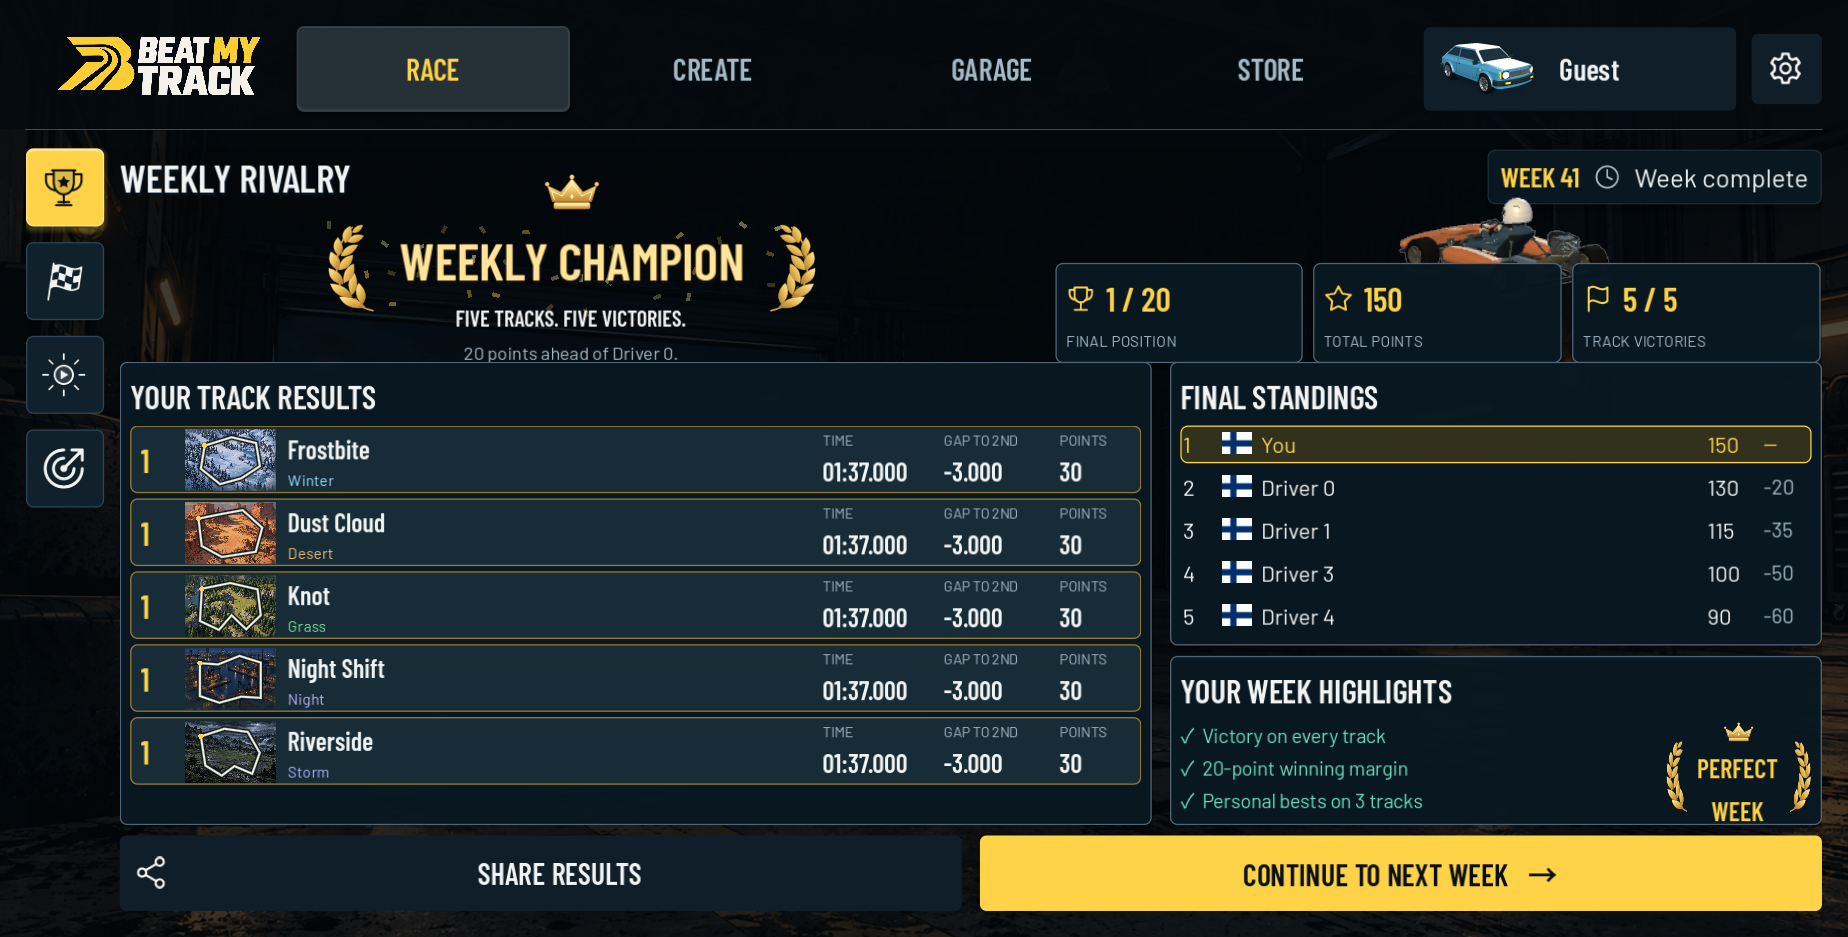 BEAT MY TRACK
RACE
CREATE
GARAGE
STORE
Guest
WEEKLY RIVALRY
WEEK 41 Week complete
WEEKLY CHAMPION
FIVE TRACKS. FIVE VICTORIES.
20 points ahead of Driver 0.
1 / 20
FINAL POSITION
150
TOTAL POINTS
5 / 5
TRACK VICTORIES
YOUR TRACK RESULTS
1 Frostbite
Winter
TIME GAP TO 2ND POINTS
01:37.000 -3.000 30
1 Dust Cloud
Desert
TIME GAP TO 2ND POINTS
01:37.000 -3.000 30
1 Knot
Grass
TIME GAP TO 2ND POINTS
01:37.000 -3.000 30
1 Night Shift
Night
TIME GAP TO 2ND POINTS
01:37.000 -3.000 30
1 Riverside
Storm
TIME GAP TO 2ND POINTS
01:37.000 -3.000 30
FINAL STANDINGS
1 You 150 —
2 Driver 0 130 -20
3 Driver 1 115 -35
4 Driver 3 100 -50
5 Driver 4 90 -60
YOUR WEEK HIGHLIGHTS
✓ Victory on every track
✓ 20-point winning margin
✓ Personal bests on 3 tracks
PERFECT
WEEK
SHARE RESULTS
CONTINUE TO NEXT WEEK →